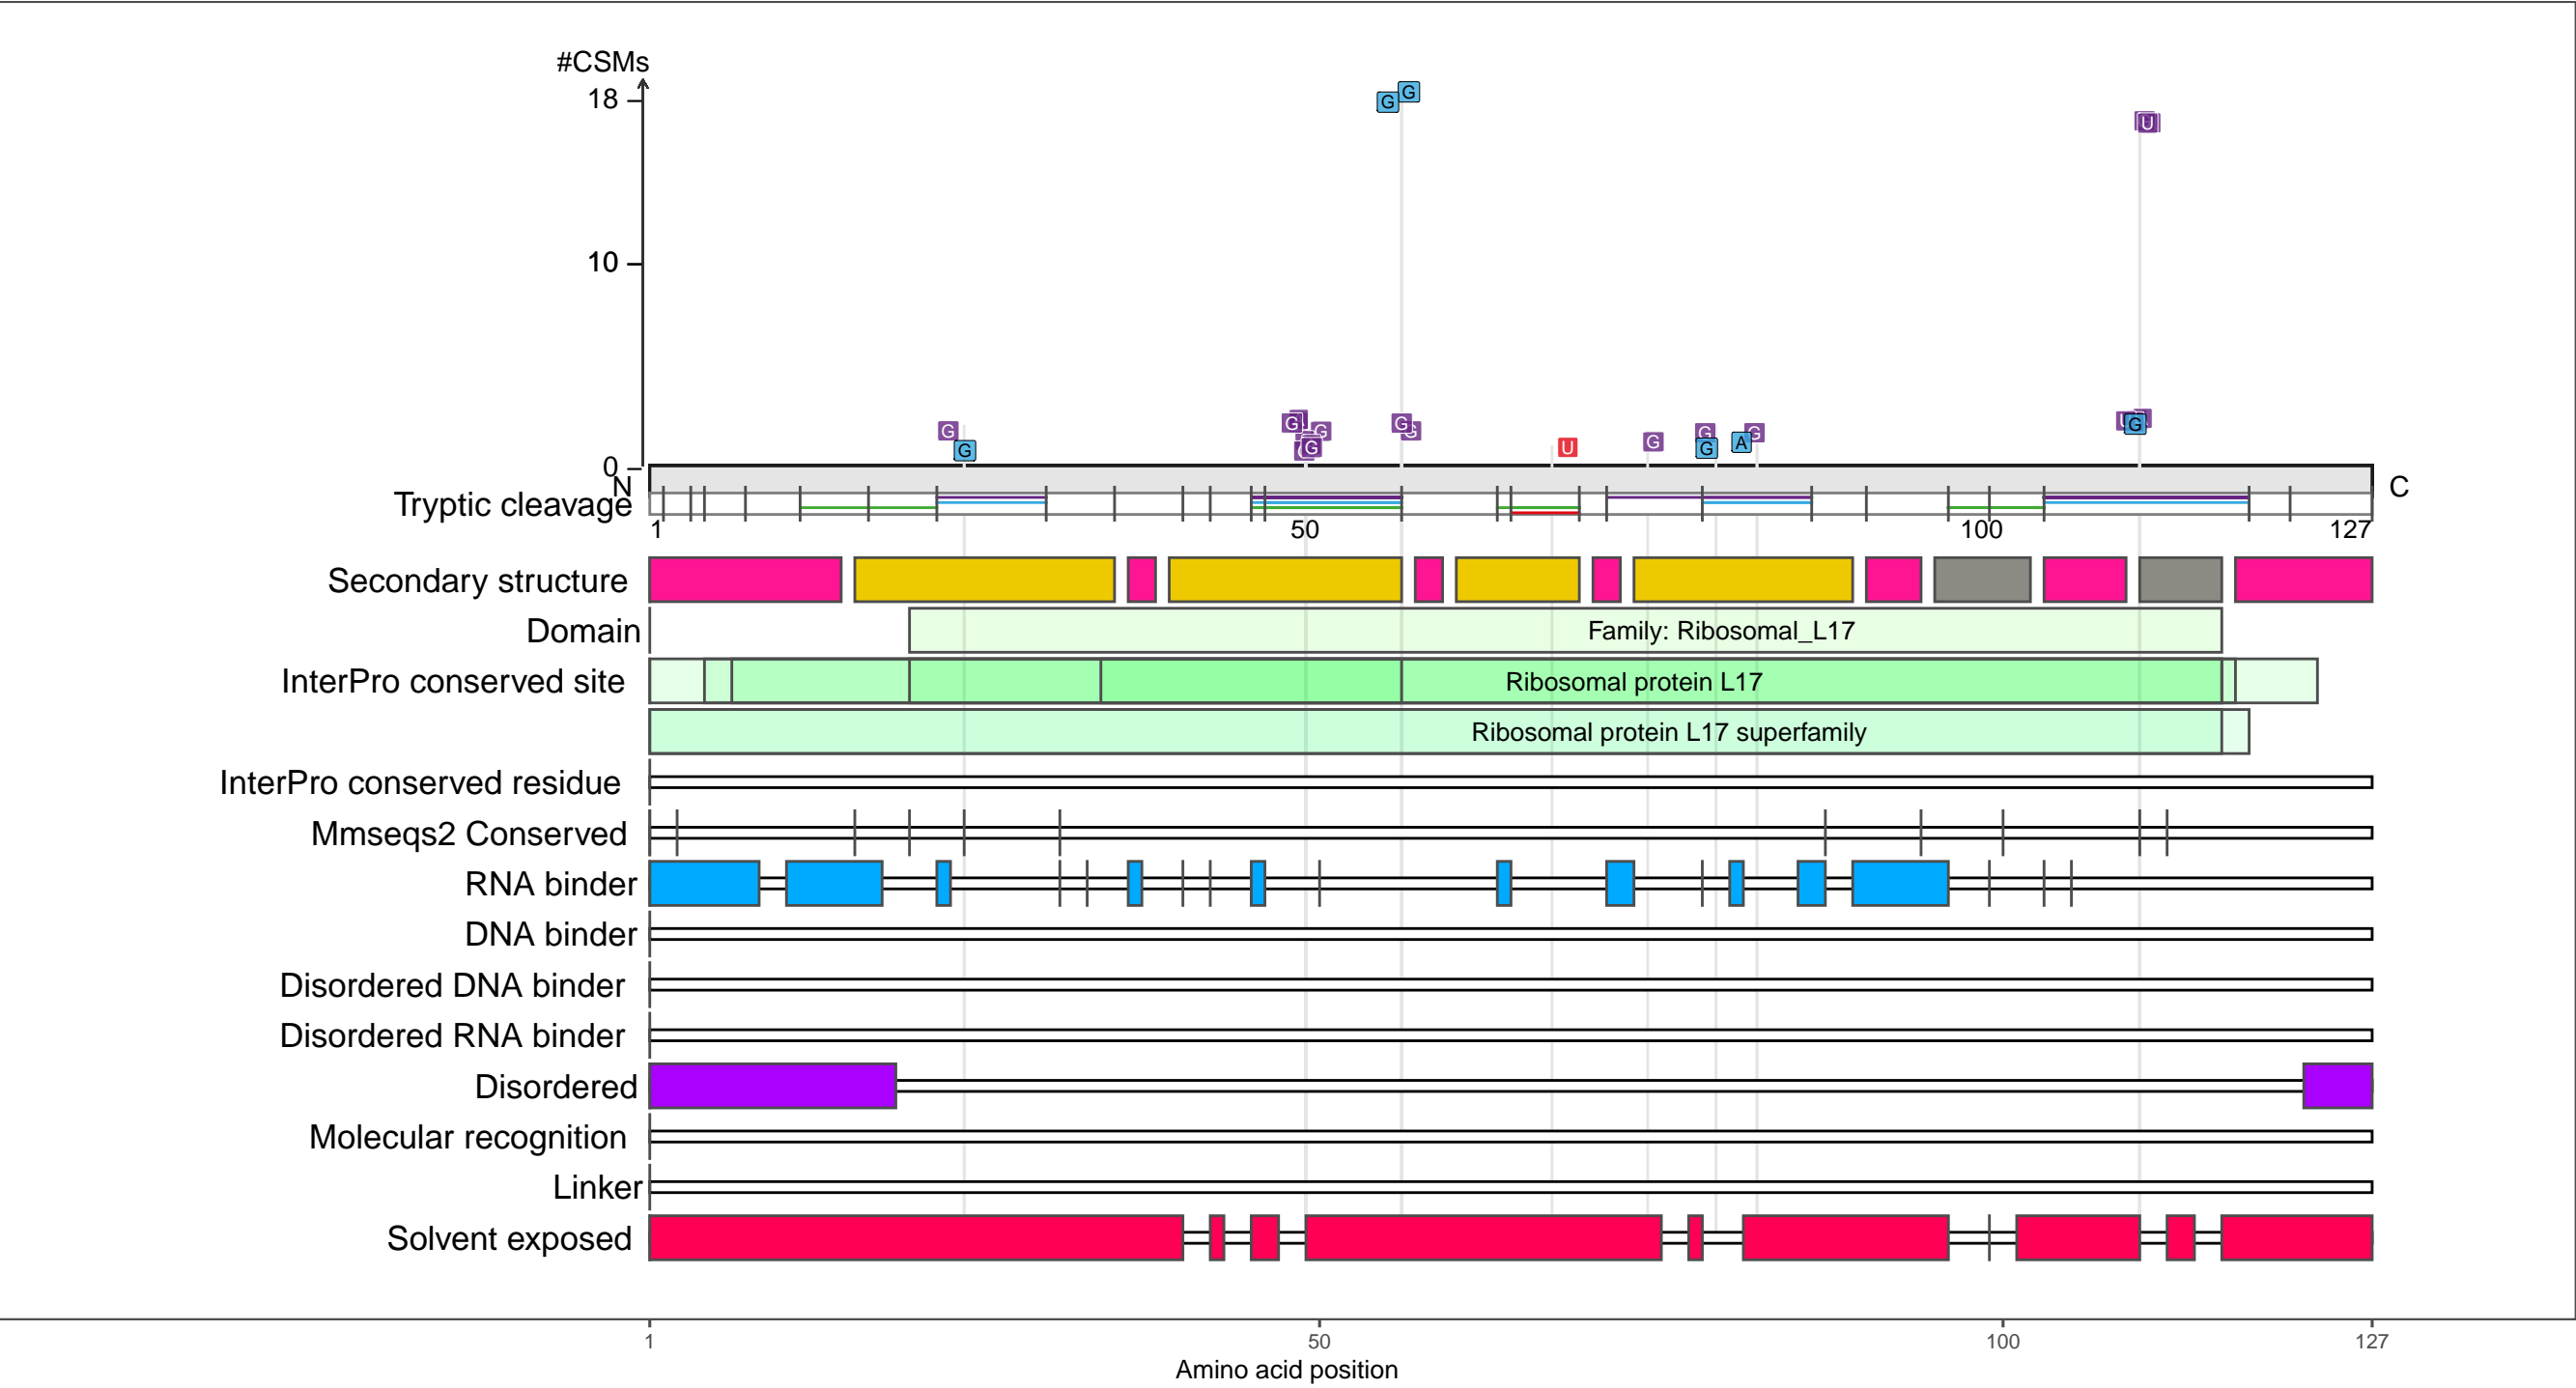 #CSMs
18
G G
U
10
G G
G G
G G
G G
U
G G G A G
U G
0
N
C
Tryptic cleavage
1 50 100 127
Secondary structure
Domain Family: Ribosomal_L17
InterPro conserved site Ribosomal protein L17
Ribosomal protein L17 superfamily
InterPro conserved residue
Mmseqs2 Conserved
RNA binder
DNA binder
Disordered DNA binder
Disordered RNA binder
Disordered
Molecular recognition
Linker
Solvent exposed
1 50 100 127
Amino acid position